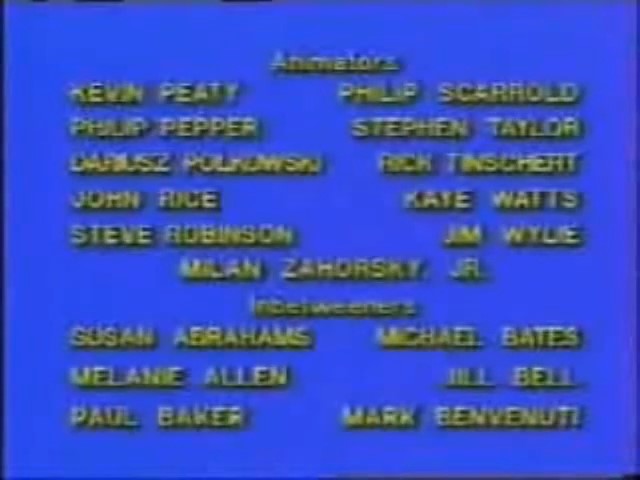 Animators
KEVIN PEATY PHILIP SCARROLD
PHILIP PEPPER STEPHEN TAYLOR
DARIUSZ POLKOWSKI RICK TINSCHERT
JOHN RICE KAYE WATTS
STEVE ROBINSON JIM WYLIE
MILAN ZAHORSKY, JR.
Inbetweeners
SUSAN ABRAHAMS MICHAEL BATES
MELANIE ALLEN JILL BELL
PAUL BAKER MARK BENVENUTI